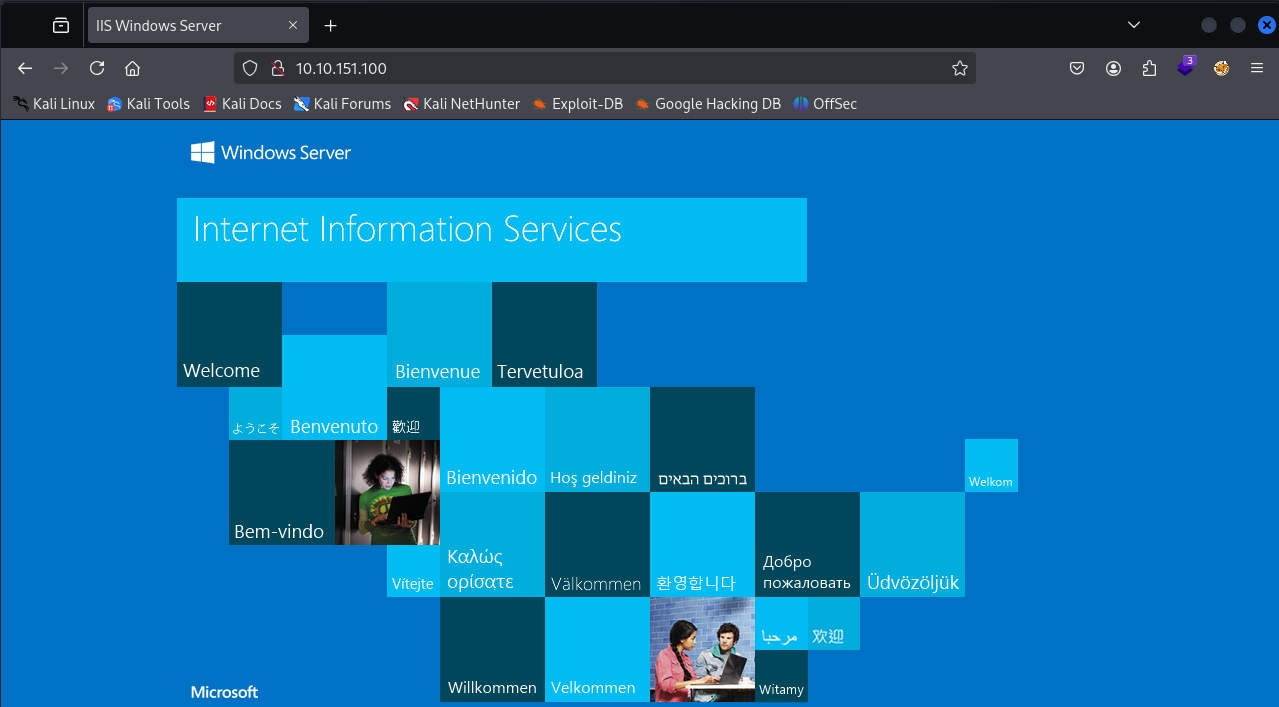 IIS Windows Server
10.10.151.100
3
Kali Linux
Kali Tools
Kali Docs
Kali Forums
Kali NetHunter
Exploit-DB
Google Hacking DB
OffSec
Windows Server
Internet Information Services
Welcome
Bienvenue
Tervetuloa
ようこそ
Benvenuto
歡迎
Bienvenido
Hoş geldiniz
ברוכים הבאים
Welkom
Bem-vindo
Vítejte
Καλώς
ορίσατε
Välkommen
환영합니다
Добро
пожаловать
Üdvözöljük
مرحبا
欢迎
Willkommen
Velkommen
Witamy
Microsoft